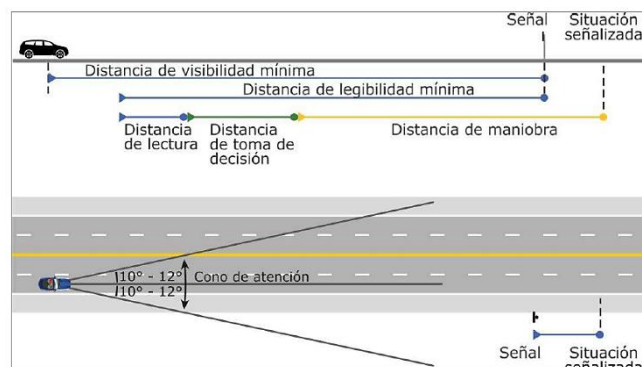 Señal
Situación
señalizada
Distancia de visibilidad mínima
Distancia de legibilidad mínima
Distancia
de lectura
Distancia
de toma de
decisión
Distancia de maniobra
10° - 12°
Cono de atención
10° - 12°
Señal
Situación
señalizada